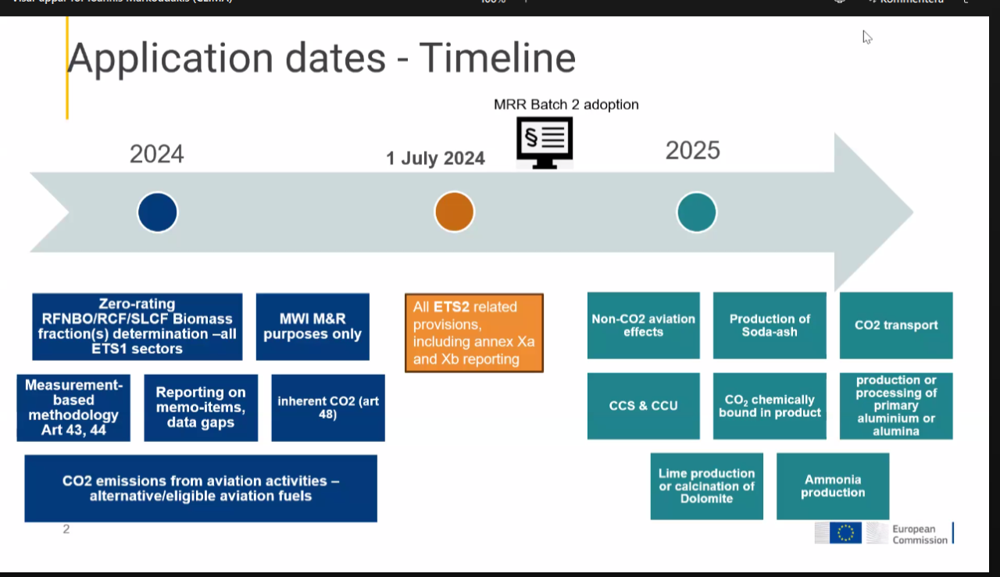 Visar appar för Ioannis Markoudakis (CLIMA)
100%
Kommentera
Application dates - Timeline
MRR Batch 2 adoption
§
2024
1 July 2024
2025
Zero-rating
RFNBO/RCF/SLCF Biomass
fraction(s) determination –all
ETS1 sectors
MWI M&R
purposes only
All ETS2 related
provisions,
including annex Xa
and Xb reporting
Non-CO2 aviation
effects
Production of
Soda-ash
CO2 transport
Measurement-
based
methodology
Art 43, 44
Reporting on
memo-items,
data gaps
inherent CO2 (art
48)
CCS & CCU
CO₂ chemically
bound in product
production or
processing of
primary
aluminium or
alumina
CO2 emissions from aviation activities –
alternative/eligible aviation fuels
Lime production
or calcination of
Dolomite
Ammonia
production
2
European
Commission